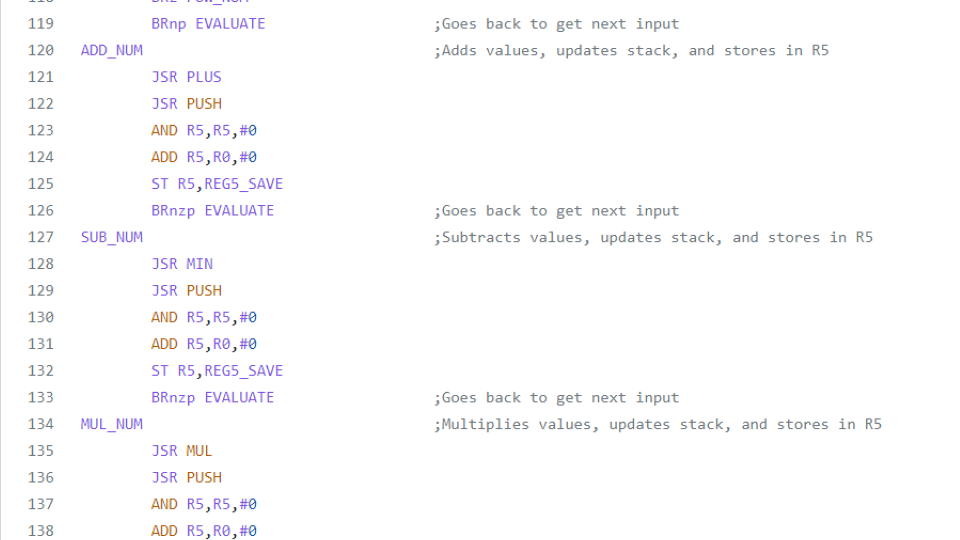 119 BRnp EVALUATE ;Goes back to get next input
120 ADD_NUM ;Adds values, updates stack, and stores in R5
121 JSR PLUS
122 JSR PUSH
123 AND R5,R5,#0
124 ADD R5,R0,#0
125 ST R5,REG5_SAVE
126 BRnzp EVALUATE ;Goes back to get next input
127 SUB_NUM ;Subtracts values, updates stack, and stores in R5
128 JSR MIN
129 JSR PUSH
130 AND R5,R5,#0
131 ADD R5,R0,#0
132 ST R5,REG5_SAVE
133 BRnzp EVALUATE ;Goes back to get next input
134 MUL_NUM ;Multiplies values, updates stack, and stores in R5
135 JSR MUL
136 JSR PUSH
137 AND R5,R5,#0
138 ADD R5,R0,#0